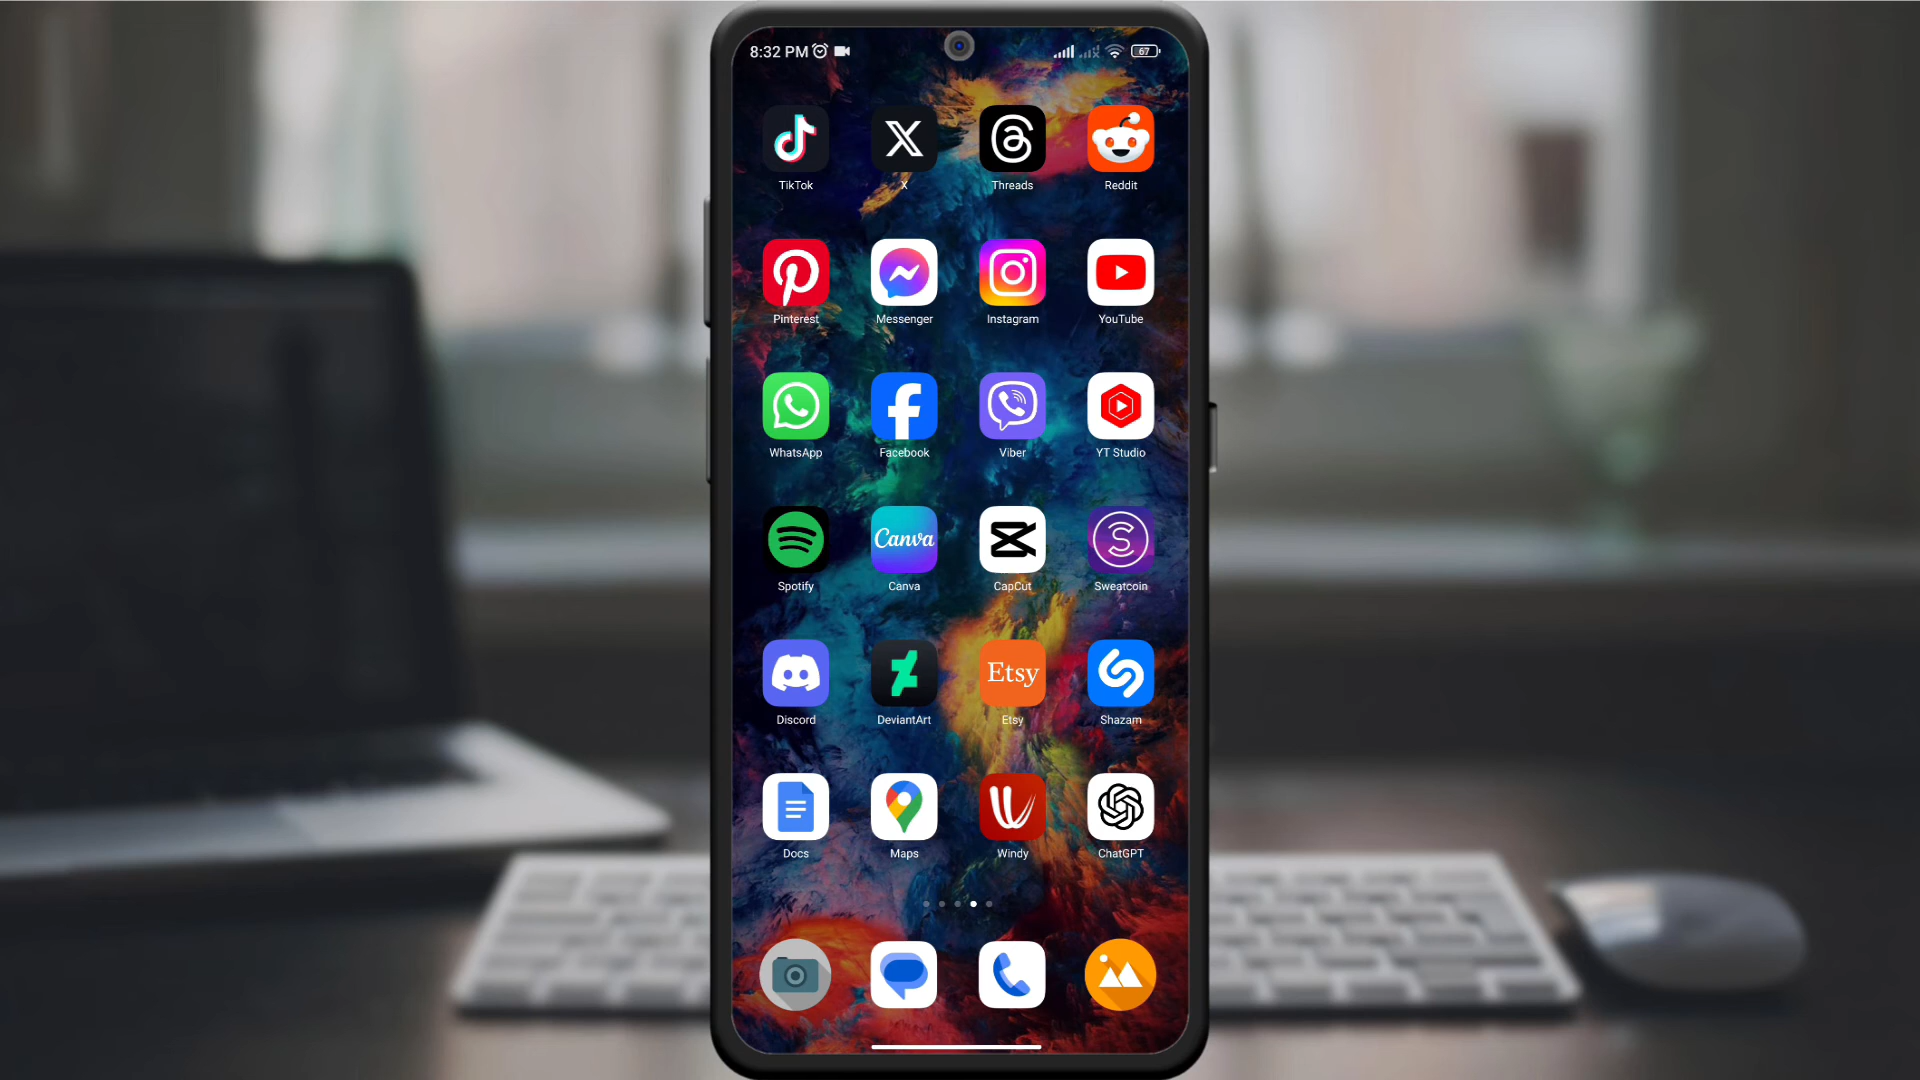 8:32 PM 67
TikTok X Threads Reddit
Pinterest Messenger Instagram YouTube
WhatsApp Facebook Viber YT Studio
Canva
Spotify Canva CapCut Sweatcoin
Etsy
Discord DeviantArt Etsy Shazam
Docs Maps Windy ChatGPT